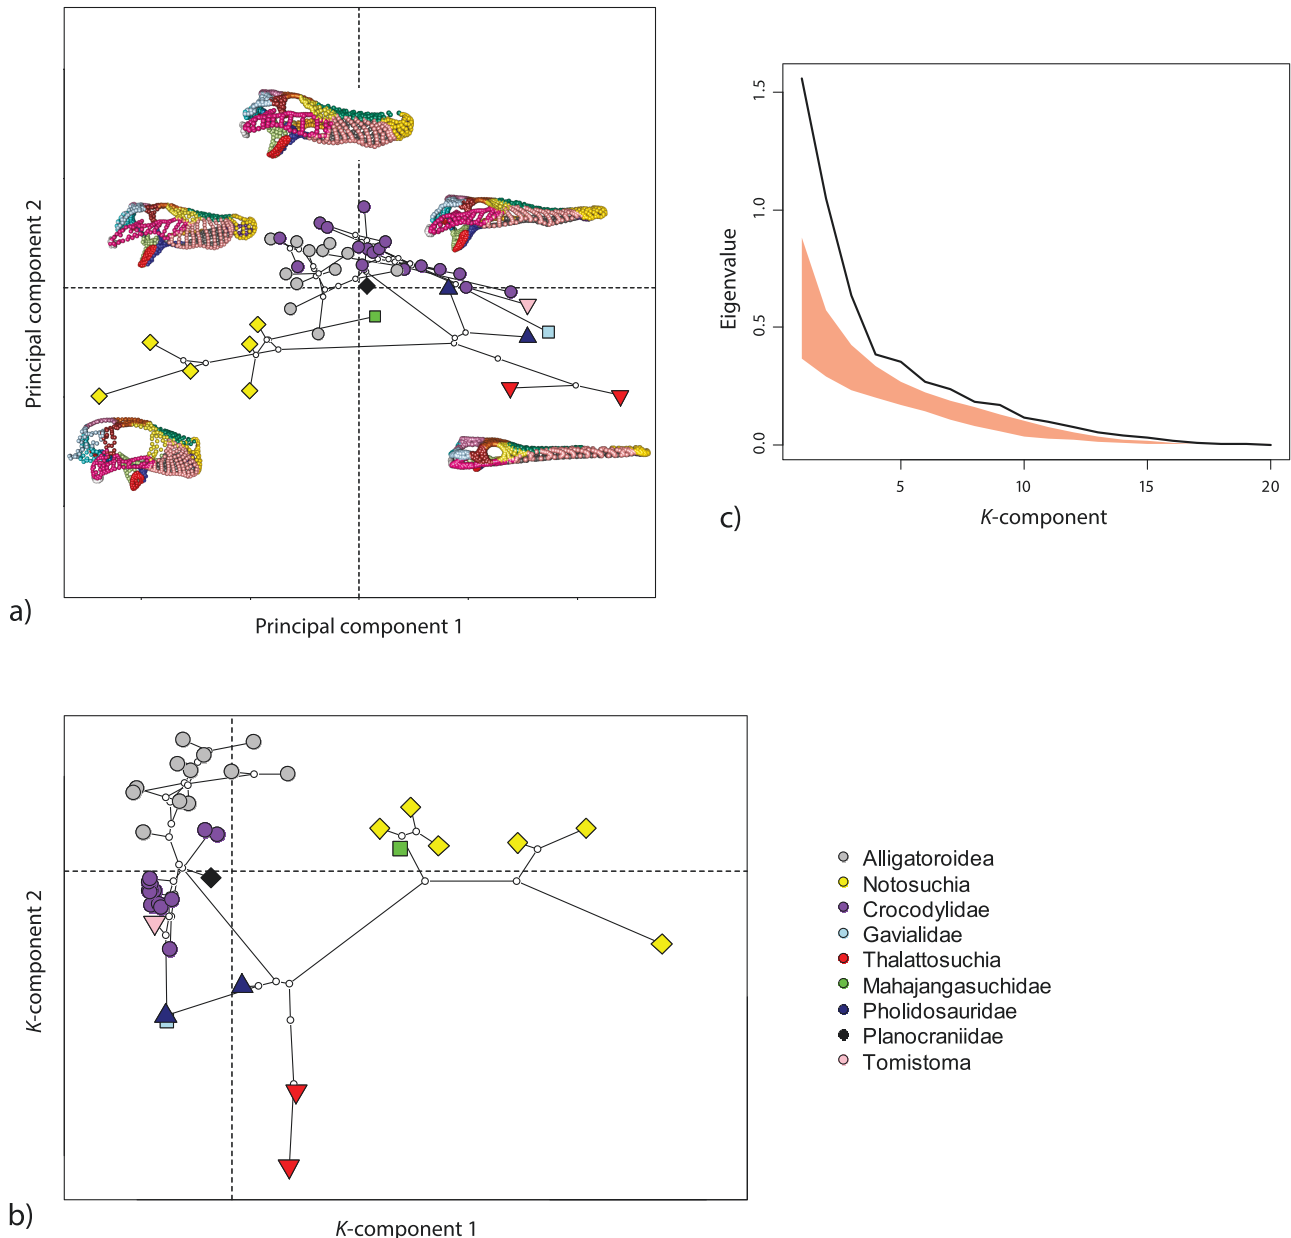 Principal component 2
Principal component 1
a)
Eigenvalue
1.5
1.0
0.5
0.0
5
10
15
20
K-component
c)
K-component 2
K-component 1
b)
Alligatoroidea
Notosuchia
Crocodylidae
Gavialidae
Thalattosuchia
Mahajangasuchidae
Pholidosauridae
Planocraniidae
Tomistoma